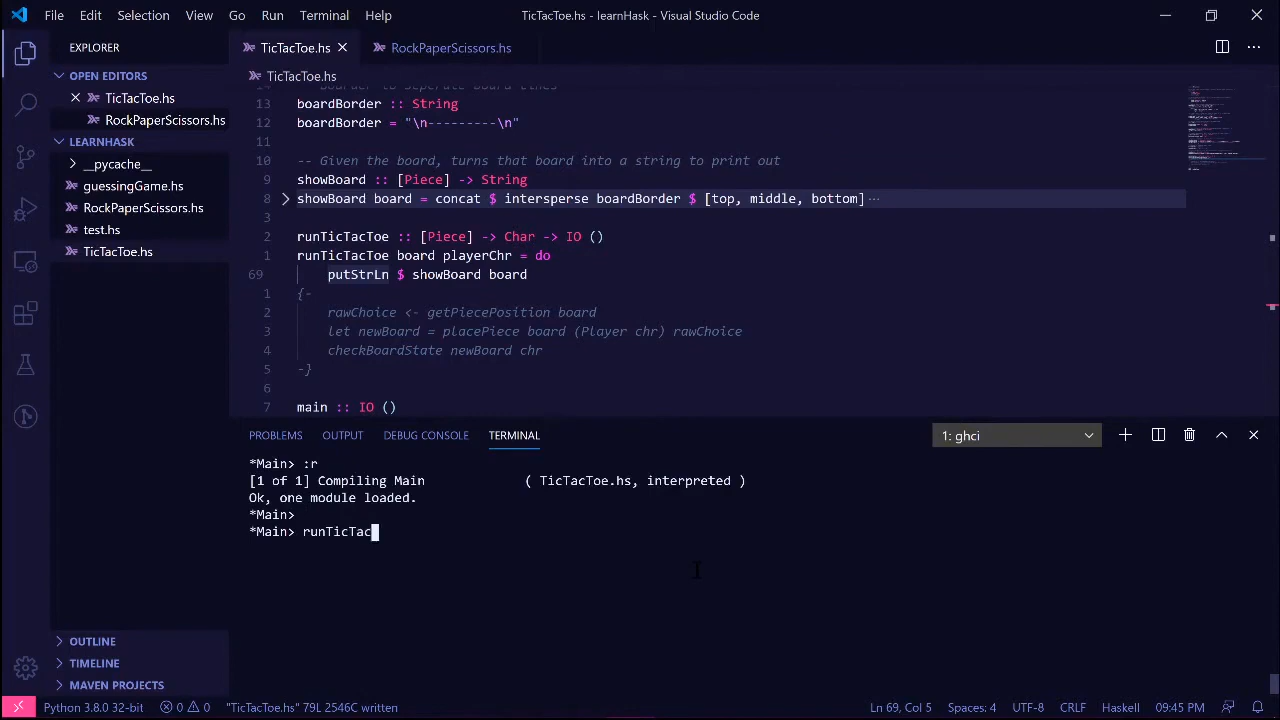 File Edit Selection View Go Run Terminal Help TicTacToe.hs - learnHask - Visual Studio Code
EXPLORER
OPEN EDITORS
TicTacToe.hs
RockPaperScissors.hs
LEARNHASK
__pycache__
guessingGame.hs
RockPaperScissors.hs
test.hs
TicTacToe.hs
OUTLINE
TIMELINE
MAVEN PROJECTS
TicTacToe.hs RockPaperScissors.hs
TicTacToe.hs
13 boardBorder :: String
12 boardBorder = "\n---------\n"
11
10 -- Given the board, turns the board into a string to print out
9 showBoard :: [Piece] -> String
8 showBoard board = concat $ intersperse boardBorder $ [top, middle, bottom] ···
3
2 runTicTacToe :: [Piece] -> Char -> IO ()
1 runTicTacToe board playerChr = do
69 putStrLn $ showBoard board
1 {-
2 rawChoice <- getPiecePosition board
3 let newBoard = placePiece board (Player chr) rawChoice
4 checkBoardState newBoard chr
5 -}
6
7 main :: IO ()
PROBLEMS OUTPUT DEBUG CONSOLE TERMINAL 1: ghci
*Main> :r
[1 of 1] Compiling Main ( TicTacToe.hs, interpreted )
Ok, one module loaded.
*Main>
*Main> runTicTac
Python 3.8.0 32-bit 0 0 "TicTacToe.hs" 79L 2546C written Ln 69, Col 5 Spaces: 4 UTF-8 CRLF Haskell 09:45 PM